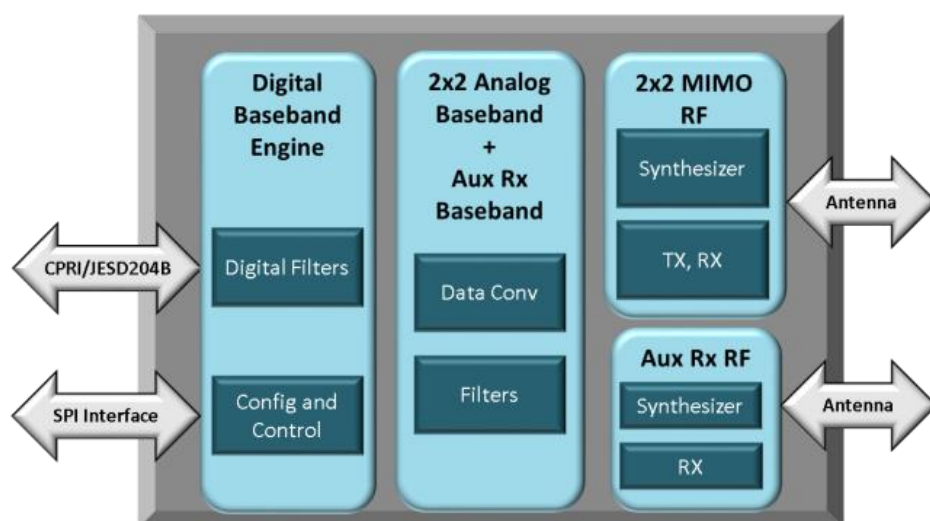 Digital
Baseband
Engine
CPRI/JESD204B
Digital Filters
SPI Interface
Config and
Control
2x2 Analog
Baseband
+
Aux Rx
Baseband
Data Conv
Filters
2x2 MIMO
RF
Synthesizer
TX, RX
Antenna
Aux Rx RF
Synthesizer
RX
Antenna